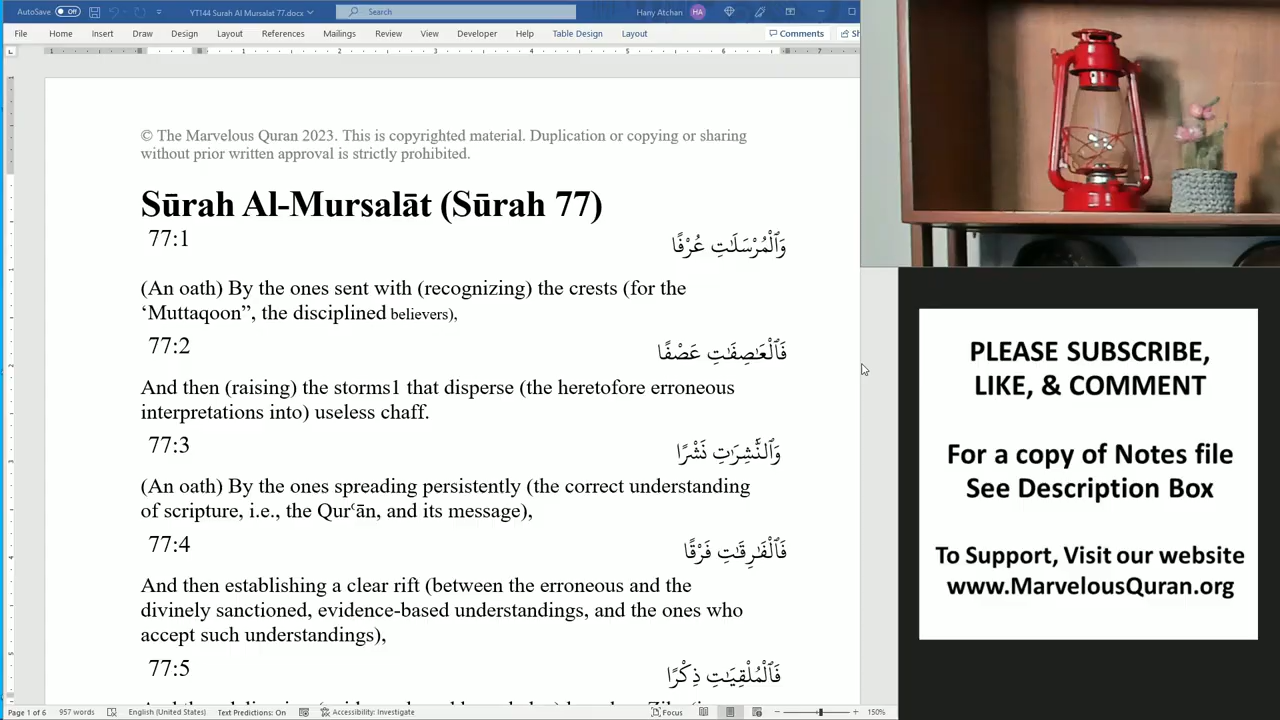 AutoSave Off YT144 Surah Al Mursalat 77.docx Search Hany Atchan HA
File Home Insert Draw Design Layout References Mailings Review View Developer Help Table Design Layout Comments Sh
© The Marvelous Quran 2023. This is copyrighted material. Duplication or copying or sharing
without prior written approval is strictly prohibited.
Sūrah Al-Mursalāt (Sūrah 77)
77:1 وَٱلْمُرْسَلَـٰتِ عُرْفًا
(An oath) By the ones sent with (recognizing) the crests (for the
‘Muttaqoon”, the disciplined believers),
77:2 فَٱلْعَـٰصِفَـٰتِ عَصْفًا
And then (raising) the storms1 that disperse (the heretofore erroneous
interpretations into) useless chaff.
77:3 وَٱلنَّـٰشِرَٰتِ نَشْرًا
(An oath) By the ones spreading persistently (the correct understanding
of scripture, i.e., the Qurʿān, and its message),
77:4 فَٱلْفَـٰرِقَـٰتِ فَرْقًا
And then establishing a clear rift (between the erroneous and the
divinely sanctioned, evidence-based understandings, and the ones who
accept such understandings),
77:5 فَٱلْمُلْقِيَـٰتِ ذِكْرًا
Page 1 of 6 957 words English (United States) Text Predictions: On Accessibility: Investigate Focus 150%
PLEASE SUBSCRIBE,
LIKE, & COMMENT
For a copy of Notes file
See Description Box
To Support, Visit our website
www.MarvelousQuran.org